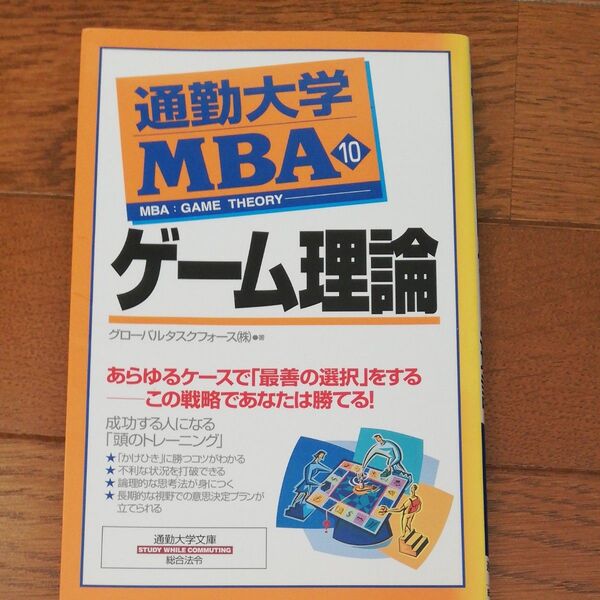 通勤大学
MBA 10
MBA : GAME THEORY
ゲーム理論
グローバルタスクフォース(株)●著
あらゆるケースで「最善の選択」をする
──この戦略であなたは勝てる!
成功する人になる
「頭のトレーニング」
★「かけひき」に勝つコツがわかる
★不利な状況を打破できる
★論理的な思考法が身につく
★長期的な視野での意思決定プランが
立てられる
通勤大学文庫
STUDY WHILE COMMUTING
総合法令